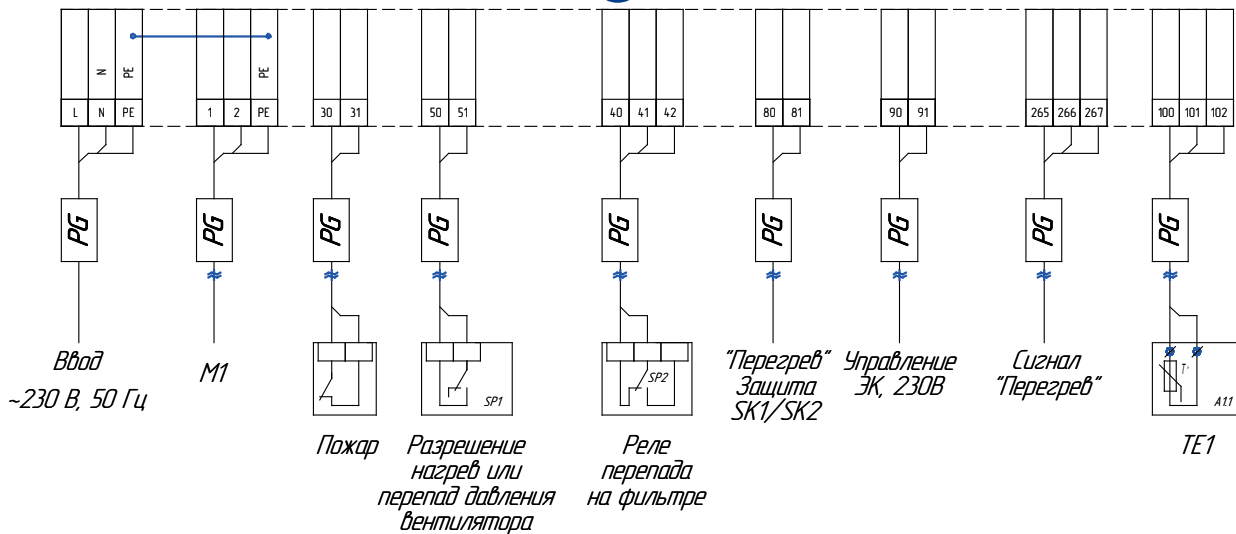 N PE PE
L N PE 1 2 PE 30 31 50 51 40 41 42 80 81 90 91 265 266 267 100 101 102
PG PG PG PG PG PG PG PG PG
Ввод
~230 В, 50 Гц
М1
Пожар
SP1
Разрешение
нагрев или
перепад давления
вентилятора
SP2
Реле
перепада
на фильтре
"Перегрев"
Защита
SK1/SK2
Управление
ЭК, 230В
Сигнал
"Перегрев"
A1.1
TE1